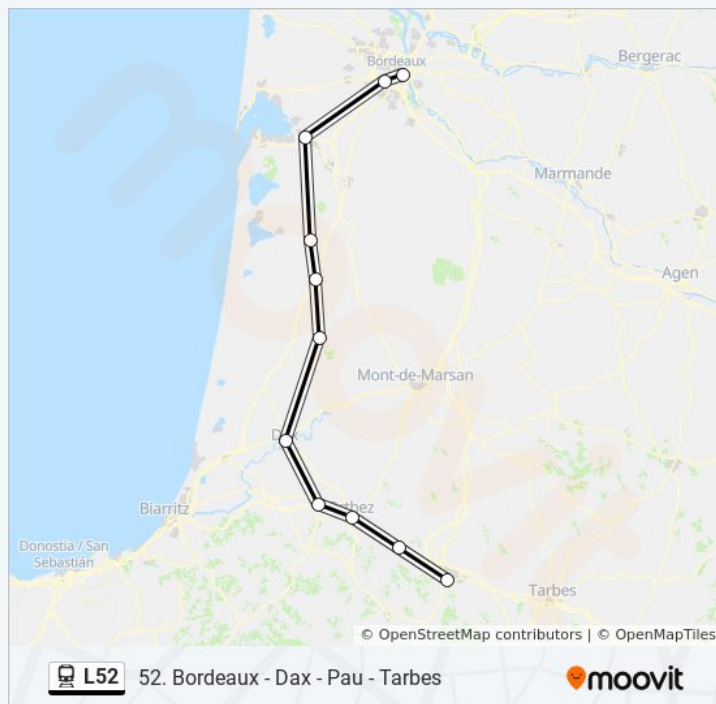 Bordeaux
Bergerac
Marmande
Agen
Mont-de-Marsan
Biarritz
Donostia / San
Sebastián
Tarbes
© OpenStreetMap contributors | © OpenMapTiles
L52 52. Bordeaux - Dax - Pau - Tarbes
moovit